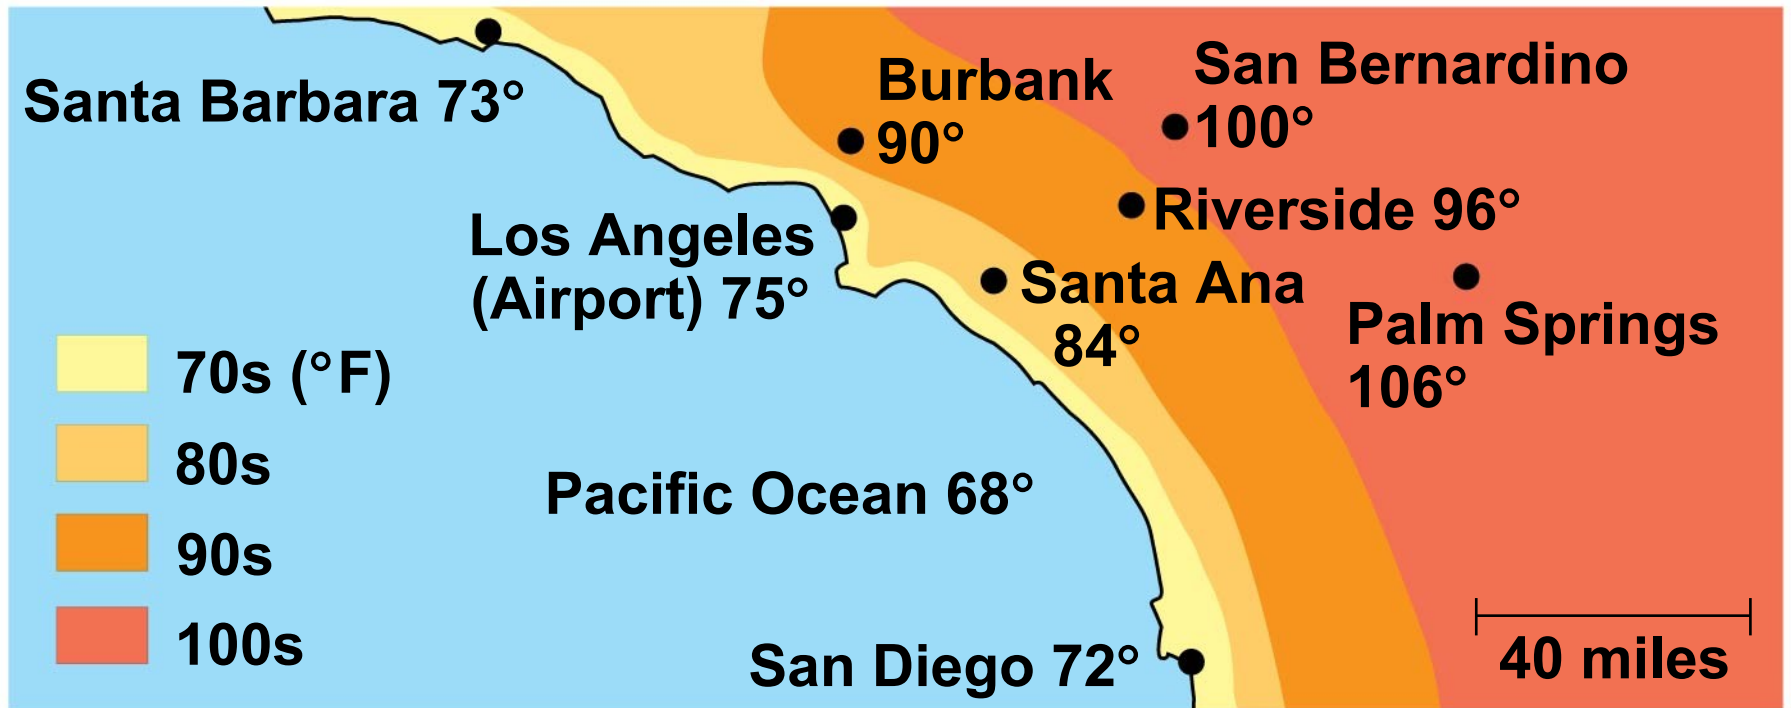 Santa Barbara 73°
Burbank
90°
San Bernardino
100°
Riverside 96°
Los Angeles
(Airport) 75°
Santa Ana
84°
Palm Springs
106°
70s (°F)
80s
90s
100s
Pacific Ocean 68°
San Diego 72°
40 miles